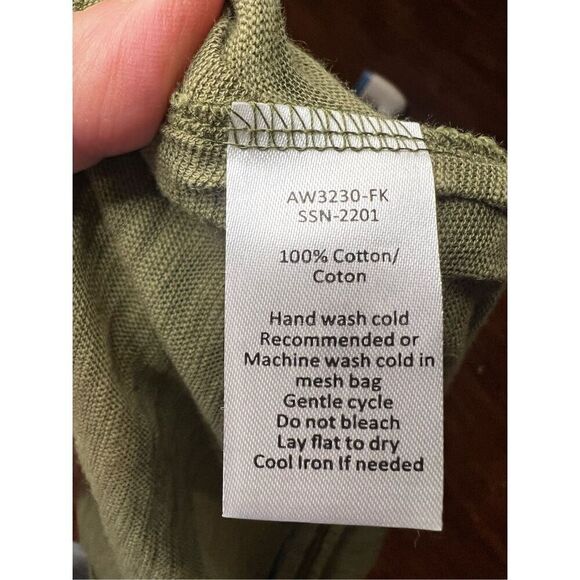 AW3230-FK
SSN-2201
100% Cotton/
Coton
Hand wash cold
Recommended or
Machine wash cold in
mesh bag
Gentle cycle
Do not bleach
Lay flat to dry
Cool Iron If needed